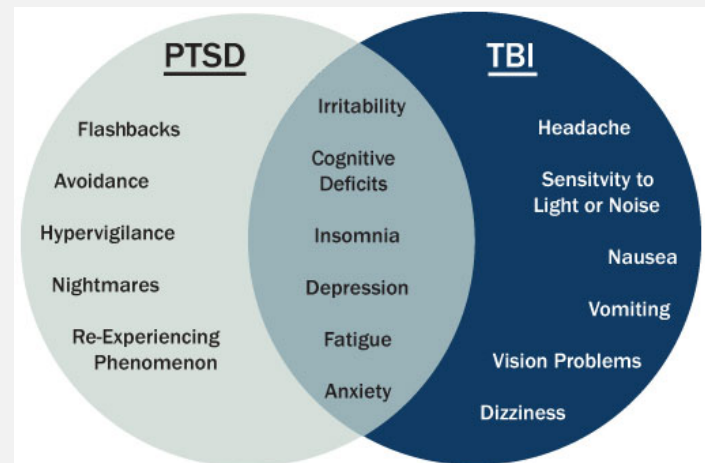 PTSD
Flashbacks
Avoidance
Hypervigilance
Nightmares
Re-Experiencing
Phenomenon
Irritability
Cognitive
Deficits
Insomnia
Depression
Fatigue
Anxiety
TBI
Headache
Sensitvity to
Light or Noise
Nausea
Vomiting
Vision Problems
Dizziness